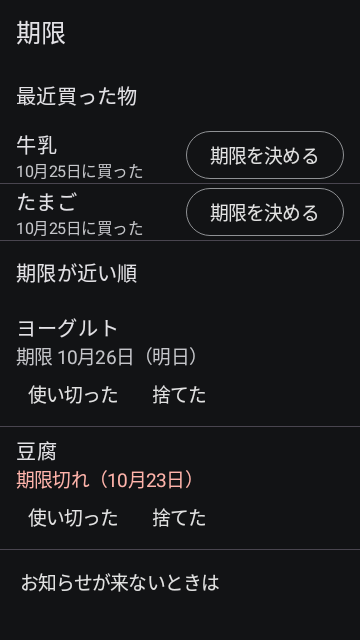 期限
最近買った物
牛乳
10月25日に買った
期限を決める
たまご
10月25日に買った
期限を決める
期限が近い順
ヨーグルト
期限 10月26日（明日）
使い切った 捨てた
豆腐
期限切れ（10月23日）
使い切った 捨てた
お知らせが来ないときは